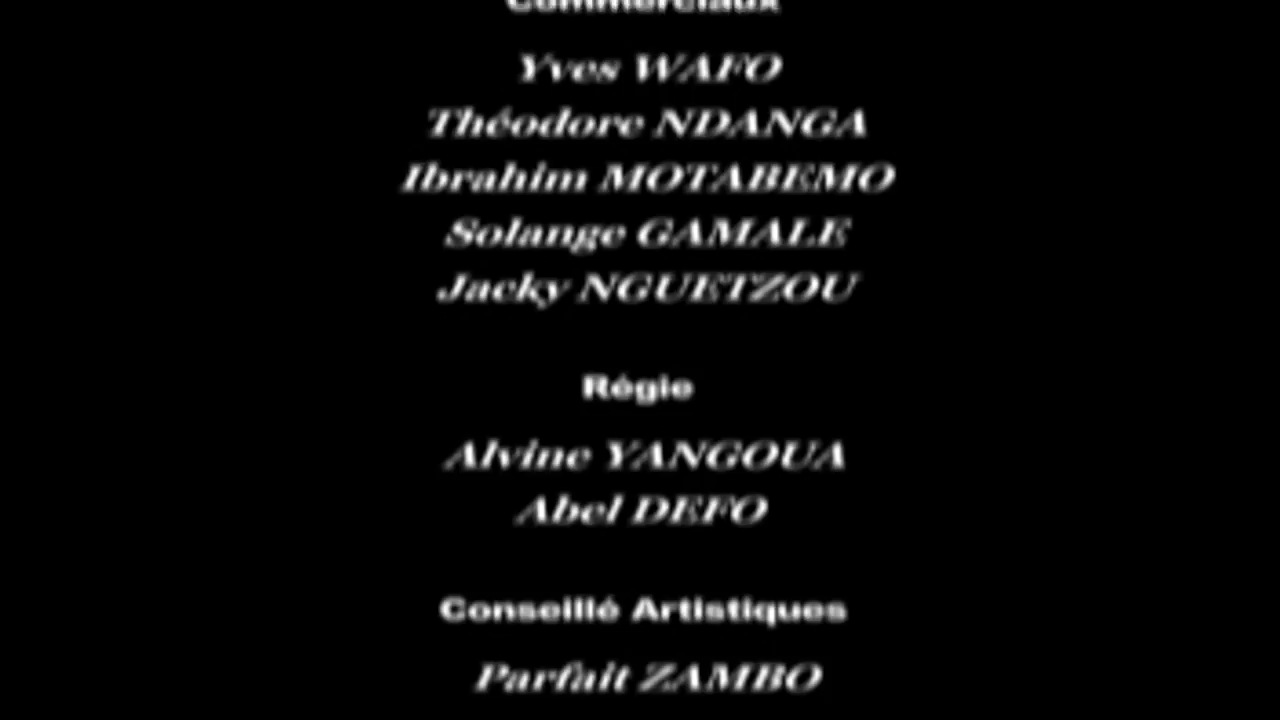 Commerciaux
Yves WAFO
Théodore NDANGA
Ibrahim MOTABEMO
Solange GAMALE
Jacky NGUETZOU
Régie
Alvine YANGOUA
Abel DEFO
Conseillé Artistiques
Parfait ZAMBO